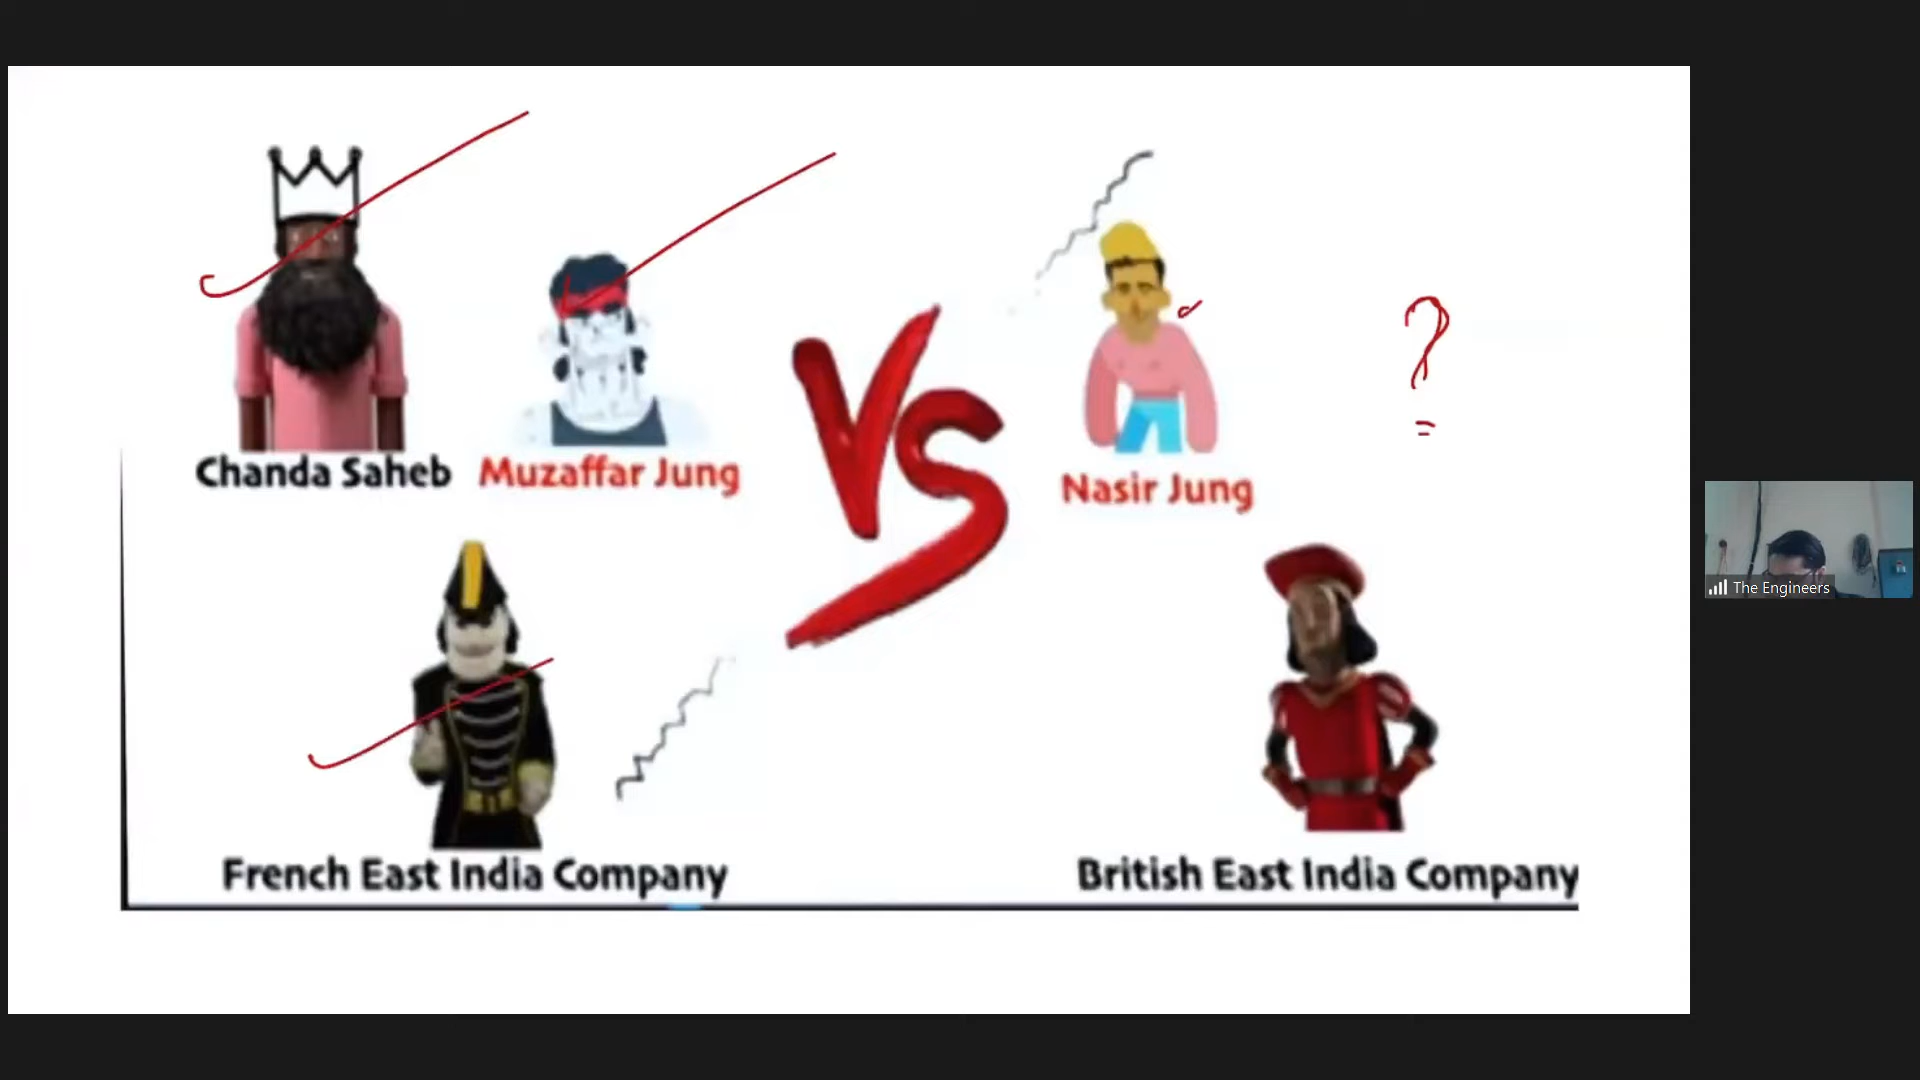 VS
?
Chanda Saheb
Muzaffar Jung
Nasir Jung
The Engineers
French East India Company
British East India Company